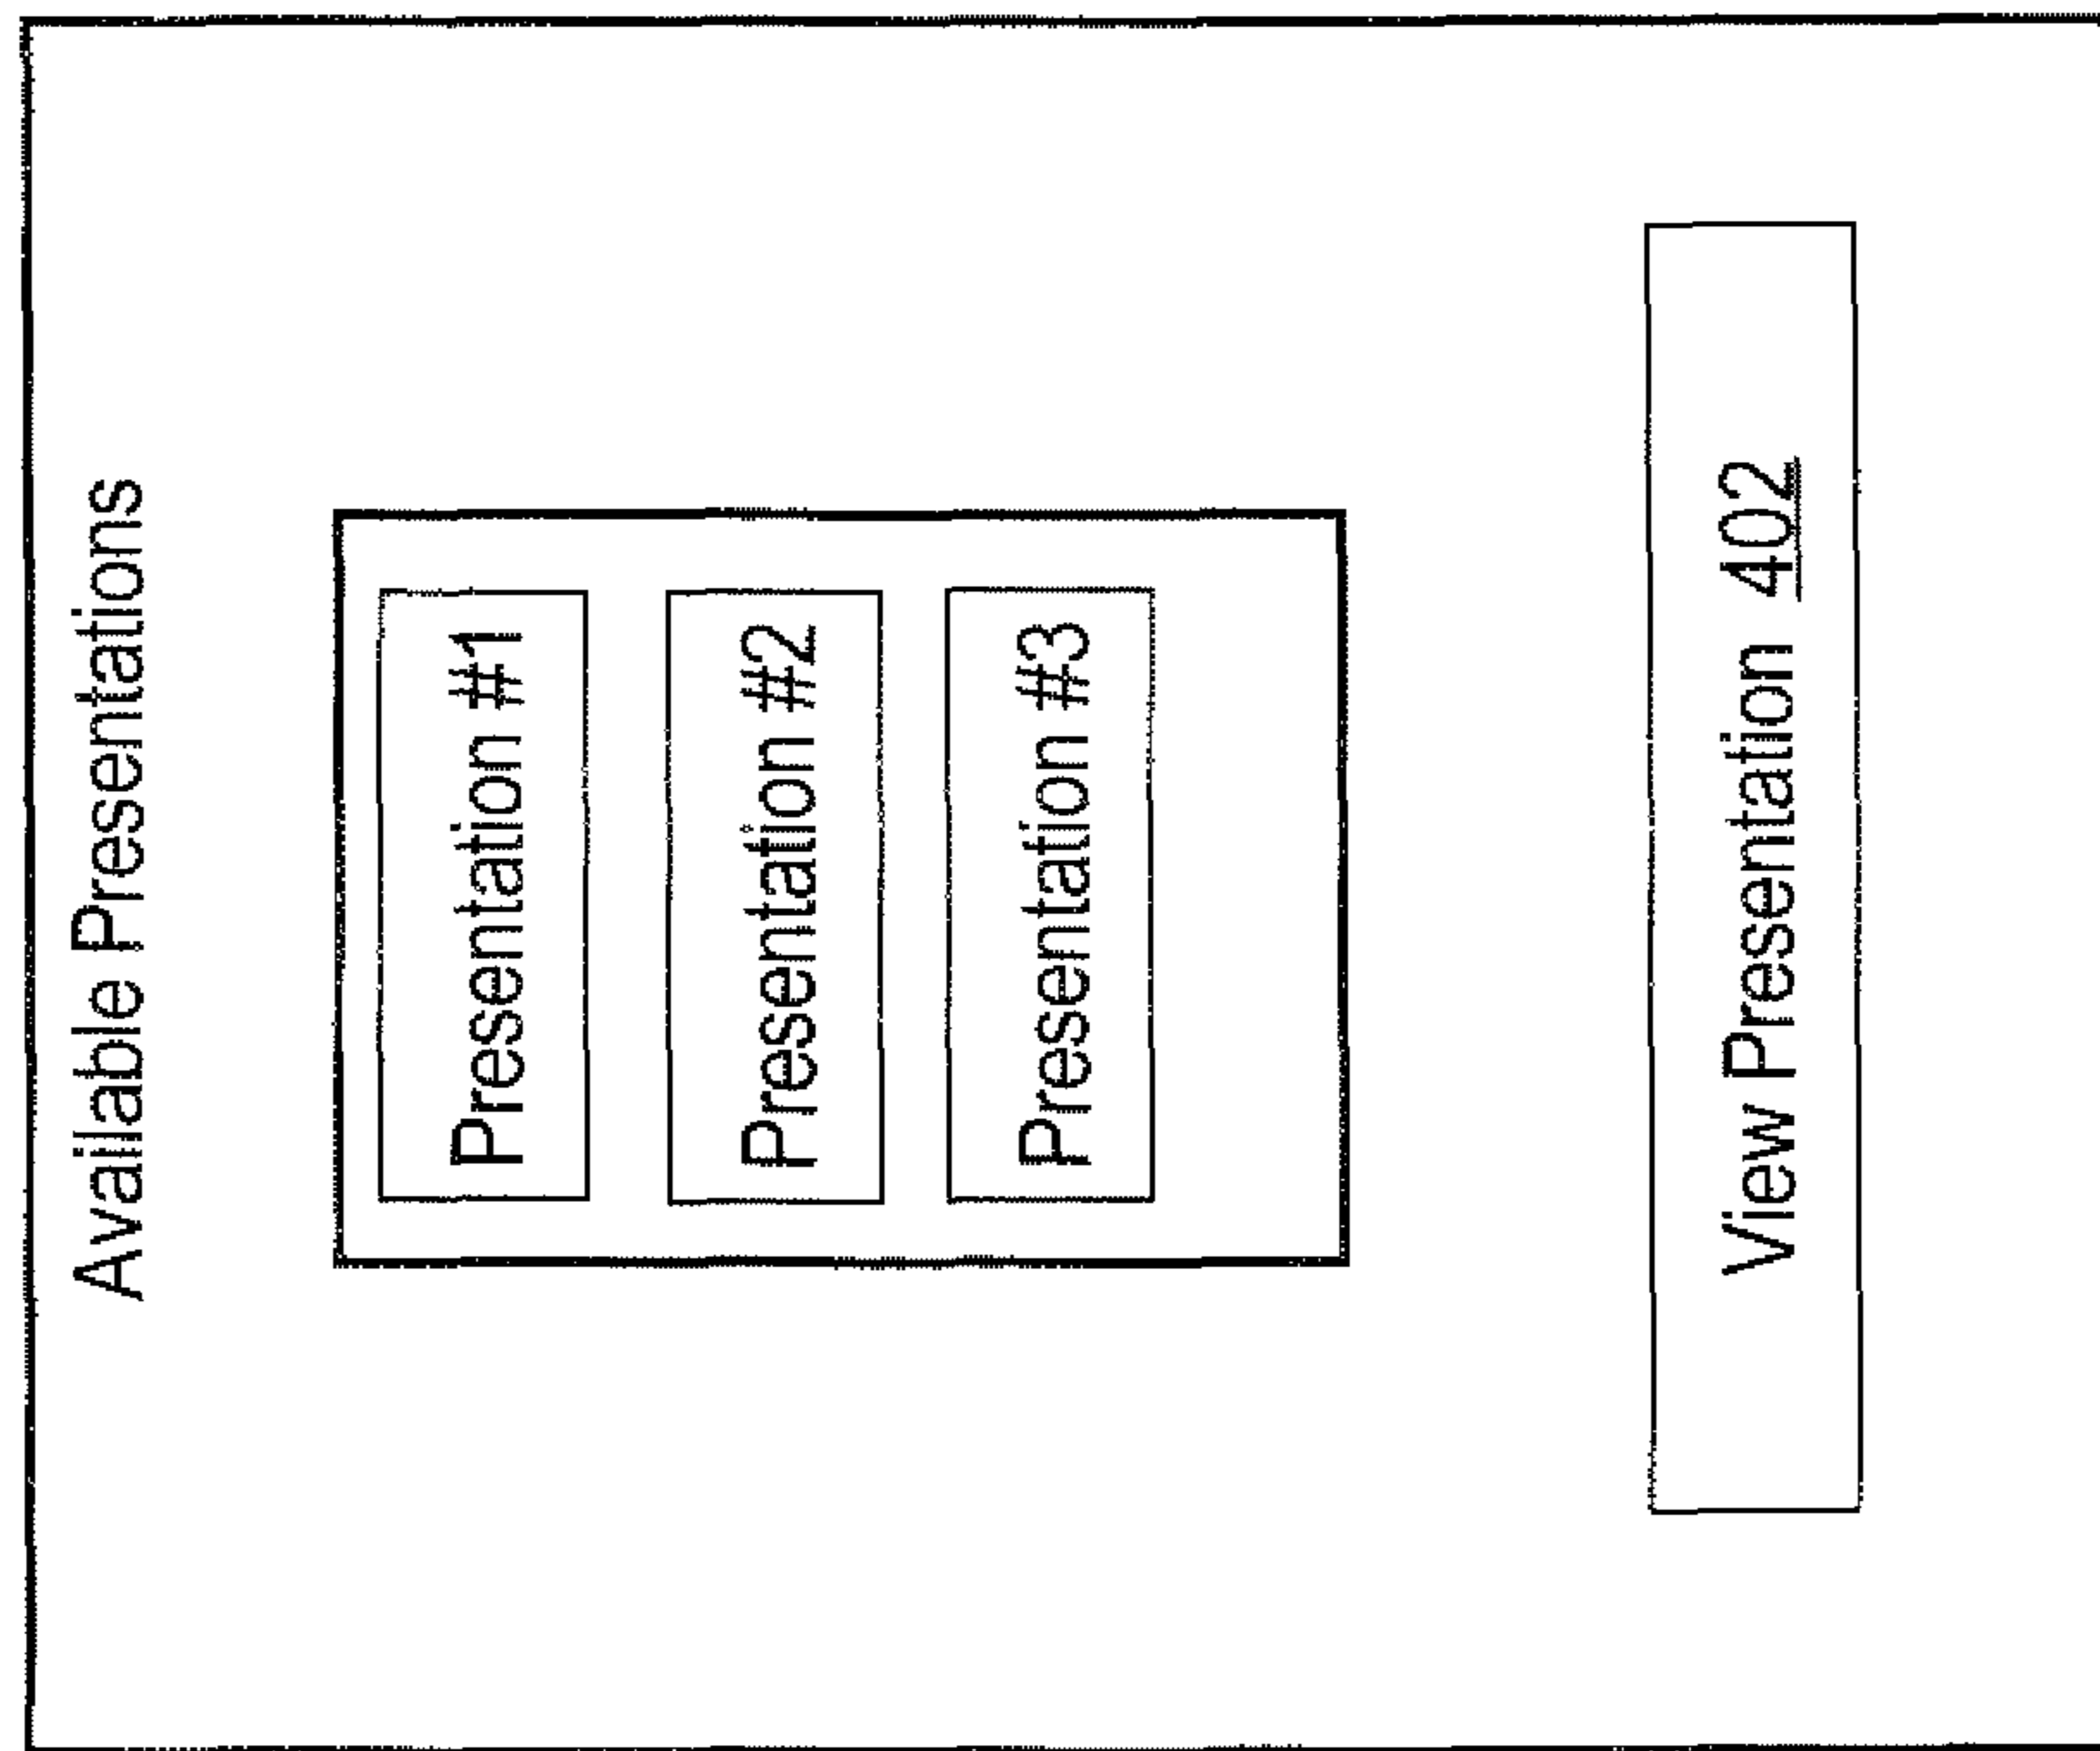 Available Presentations
Presentation #1
Presentation #2
Presentation #3
View Presentation 402